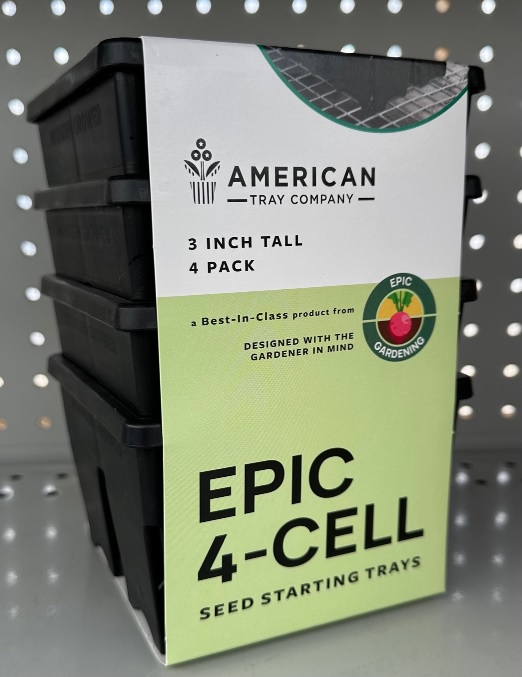 AMERICAN
TRAY COMPANY
3 INCH TALL
4 PACK
a Best-In-Class product from
DESIGNED WITH THE
GARDENER IN MIND
EPIC
GARDENING
EPIC
4-CELL
SEED STARTING TRAYS